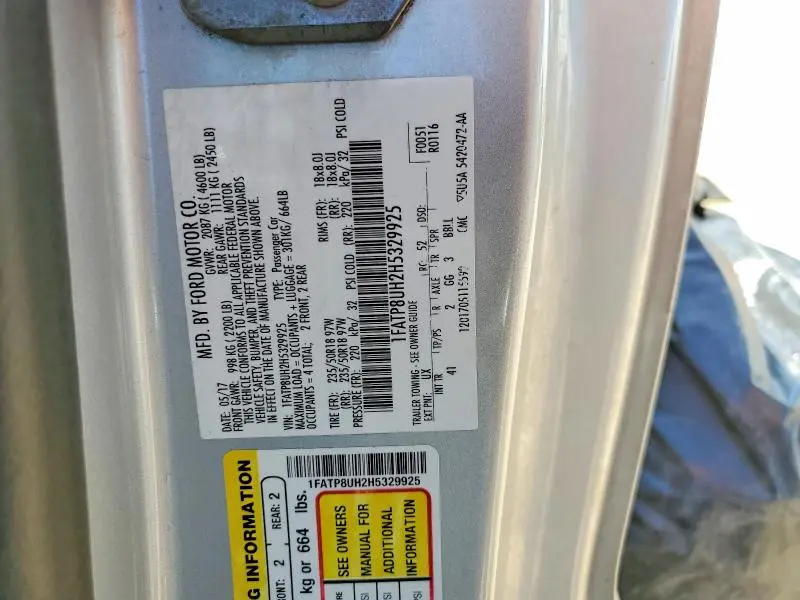 MFD. BY FORD MOTOR CO.
DATE: 05/17 GVWR: 2087 KG ( 4600 LB)
FRONT GAWR: 998 KG ( 2200 LB) REAR GAWR: 1111 KG ( 2450 LB)
THIS VEHICLE CONFORMS TO ALL APPLICABLE FEDERAL MOTOR
VEHICLE SAFETY, BUMPER, AND THEFT PREVENTION STANDARDS
IN EFFECT ON THE DATE OF MANUFACTURE SHOWN ABOVE.
VIN: 1FATP8UH2H5329925 TYPE: Passenger Car
MAXIMUM LOAD = OCCUPANTS + LUGGAGE = 301KG/ 664LB
OCCUPANTS = 4 TOTAL; 2 FRONT, 2 REAR
TIRE (FR): 235/50R18 97W RIMS (FR): 18x8.0J
(RR): 235/50R18 97W (RR): 18x8.0J
PRESSURE (FR): 220 kPa/ 32 PSI COLD (RR): 220 kPa/ 32 PSI COLD
1FATP8UH2H5329925
TRAILER TOWING - SEE OWNER GUIDE F0051
R0116
EXT PNT: UX RC: 52 DSO:
INT TR TP/PS R AXLE TR SPR
41 2 GG 3 BBLL
CME 5U5A 5420472-AA
1FATP8UH2H5329925
G INFORMATION
ONT: 2 REAR: 2
kg or 664 lbs.
SEE OWNERS
MANUAL FOR
ADDITIONAL
INFORMATION